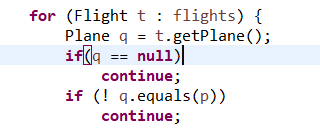 for (Flight t : flights) {
    Plane q = t.getPlane();
    if(q == null)
        continue;
    if (! q.equals(p))
        continue;